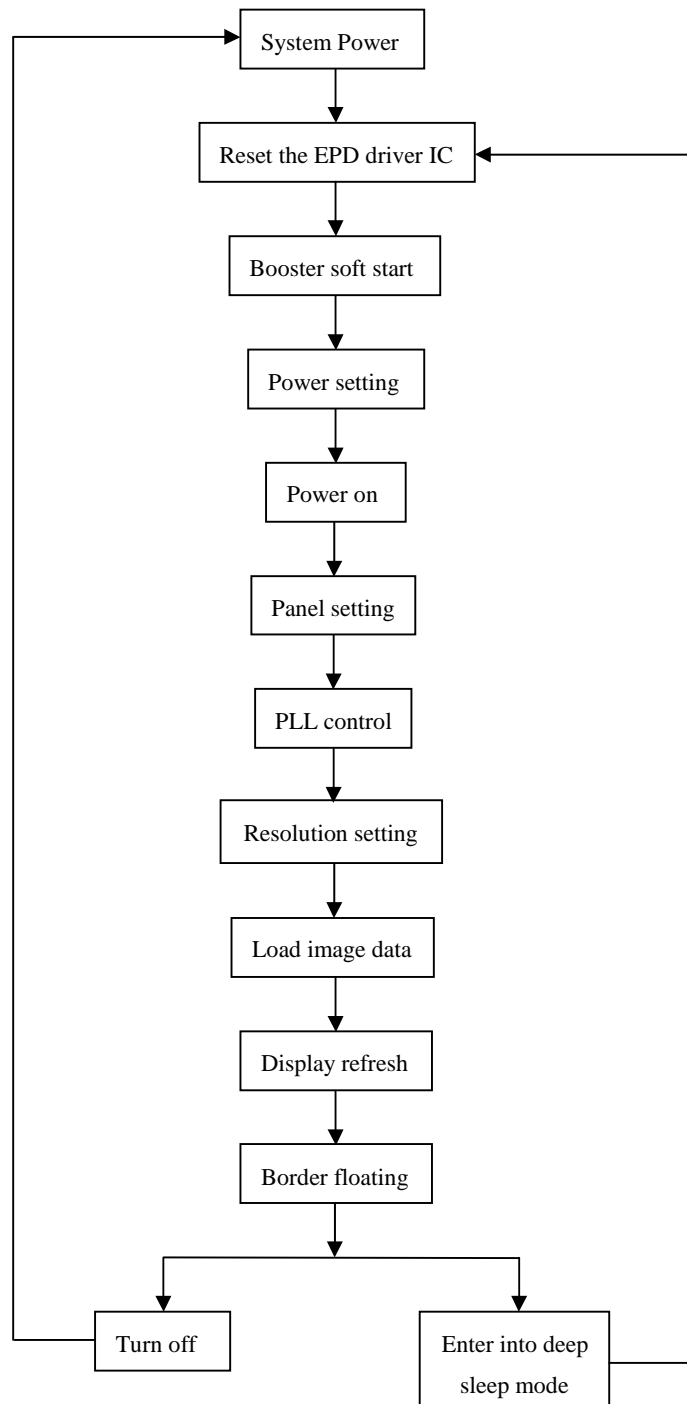 System Power
Reset the EPD driver IC
Booster soft start
Power setting
Power on
Panel setting
PLL control
Resolution setting
Load image data
Display refresh
Border floating
Turn off
Enter into deep
sleep mode